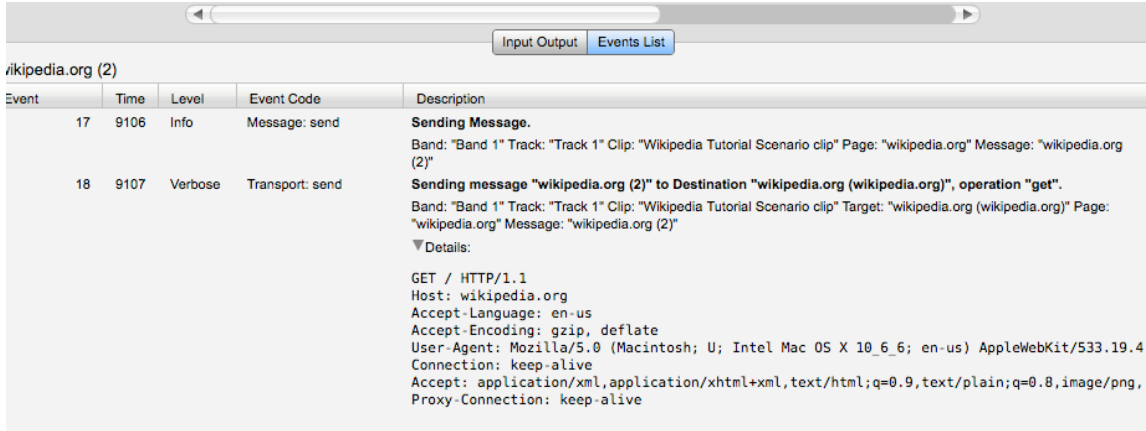 Input Output Events List
vikipedia.org (2)
Event Time Level Event Code Description
17 9106 Info Message: send Sending Message.
Band: "Band 1" Track: "Track 1" Clip: "Wikipedia Tutorial Scenario clip" Page: "wikipedia.org" Message: "wikipedia.org
(2)"
18 9107 Verbose Transport: send Sending message "wikipedia.org (2)" to Destination "wikipedia.org (wikipedia.org)", operation "get".
Band: "Band 1" Track: "Track 1" Clip: "Wikipedia Tutorial Scenario clip" Target: "wikipedia.org (wikipedia.org)" Page:
"wikipedia.org" Message: "wikipedia.org (2)"
Details:
GET / HTTP/1.1
Host: wikipedia.org
Accept-Language: en-us
Accept-Encoding: gzip, deflate
User-Agent: Mozilla/5.0 (Macintosh; U; Intel Mac OS X 10_6_6; en-us) AppleWebKit/533.19.4
Connection: keep-alive
Accept: application/xml,application/xhtml+xml,text/html;q=0.9,text/plain;q=0.8,image/png,
Proxy-Connection: keep-alive